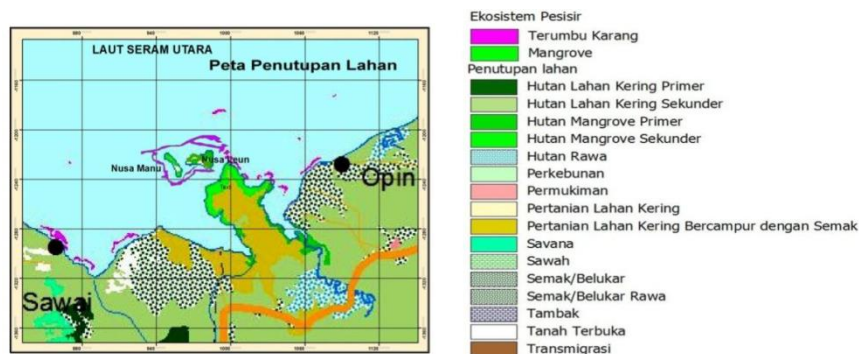 LAUT SERAM UTARA
Peta Penutupan Lahan
Nusa Manu
Opin
Sawai
Ekosistem Pesisir
Terumbu Karang
Mangrove
Penutupan lahan
Hutan Lahan Kering Primer
Hutan Lahan Kering Sekunder
Hutan Mangrove Primer
Hutan Mangrove Sekunder
Hutan Rawa
Perkebunan
Permukiman
Pertanian Lahan Kering
Pertanian Lahan Kering Bercampur dengan Semak
Savana
Sawah
Semak/Belukar
Semak/Belukar Rawa
Tambak
Tanah Terbuka
Transmigrasi